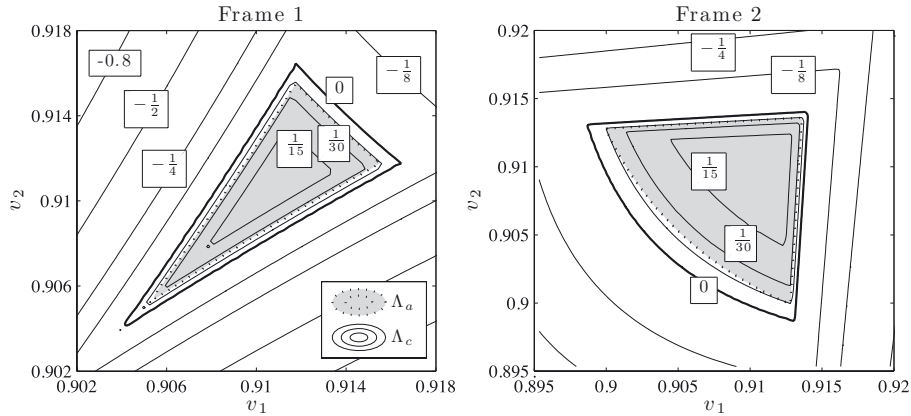 Frame 1
0.918
0.914
0.91
0.906
0.902
v₂
-0.8
-1/2
-1/4
1/15
1/30
0
-1/8
Λₐ
Λ_c
0.902 0.906 0.91 0.914 0.918
v₁
Frame 2
0.92
0.915
0.91
0.905
0.9
0.895
v₂
-1/4
-1/8
1/15
1/30
0
0.895 0.9 0.905 0.91 0.915 0.92
v₁